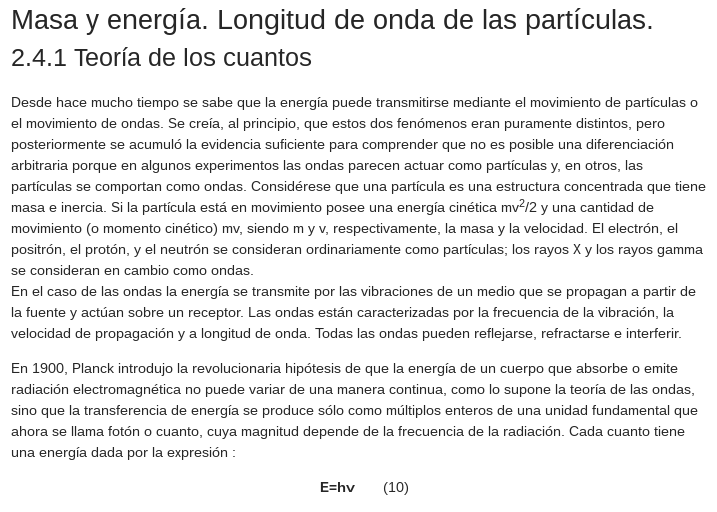 Masa y energía. Longitud de onda de las partículas.
2.4.1 Teoría de los cuantos
Desde hace mucho tiempo se sabe que la energía puede transmitirse mediante el movimiento de partículas o
el movimiento de ondas. Se creía, al principio, que estos dos fenómenos eran puramente distintos, pero
posteriormente se acumuló la evidencia suficiente para comprender que no es posible una diferenciación
arbitraria porque en algunos experimentos las ondas parecen actuar como partículas y, en otros, las
partículas se comportan como ondas. Considérese que una partícula es una estructura concentrada que tiene
masa e inercia. Si la partícula está en movimiento posee una energía cinética mv²/2 y una cantidad de
movimiento (o momento cinético) mv, siendo m y v, respectivamente, la masa y la velocidad. El electrón, el
positrón, el protón, y el neutrón se consideran ordinariamente como partículas; los rayos X y los rayos gamma
se consideran en cambio como ondas.
En el caso de las ondas la energía se transmite por las vibraciones de un medio que se propagan a partir de
la fuente y actúan sobre un receptor. Las ondas están caracterizadas por la frecuencia de la vibración, la
velocidad de propagación y a longitud de onda. Todas las ondas pueden reflejarse, refractarse e interferir.
En 1900, Planck introdujo la revolucionaria hipótesis de que la energía de un cuerpo que absorbe o emite
radiación electromagnética no puede variar de una manera continua, como lo supone la teoría de las ondas,
sino que la transferencia de energía se produce sólo como múltiplos enteros de una unidad fundamental que
ahora se llama fotón o cuanto, cuya magnitud depende de la frecuencia de la radiación. Cada cuanto tiene
una energía dada por la expresión :
E=hν (10)